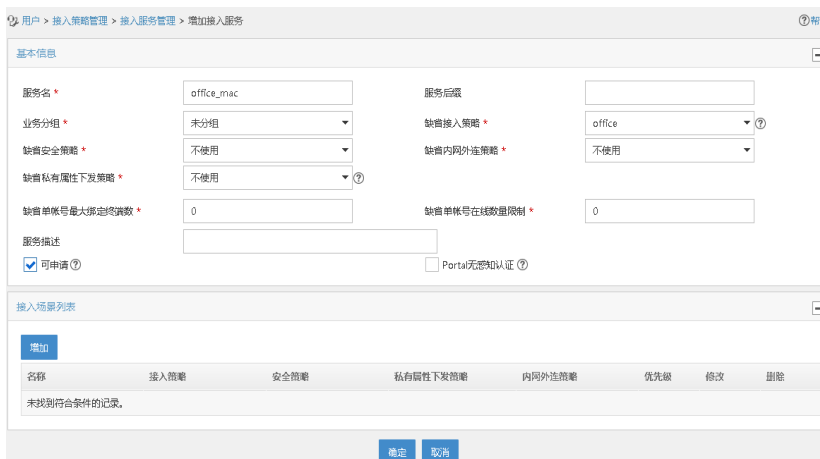 用户 > 接入策略管理 > 接入服务管理 > 增加接入服务 帮
基本信息
服务名 * office_mac 服务后缀
业务分组 * 未分组 缺省接入策略 * office
缺省安全策略 * 不使用 缺省内网外连策略 * 不使用
缺省私有属性下发策略 * 不使用
缺省单帐号最大绑定终端数 * 0 缺省单帐号在线数量限制 * 0
服务描述
可申请 Portal无感知认证
接入场景列表
增加
名称 接入策略 安全策略 私有属性下发策略 内网外连策略 优先级 修改 删除
未找到符合条件的记录。
确定 取消